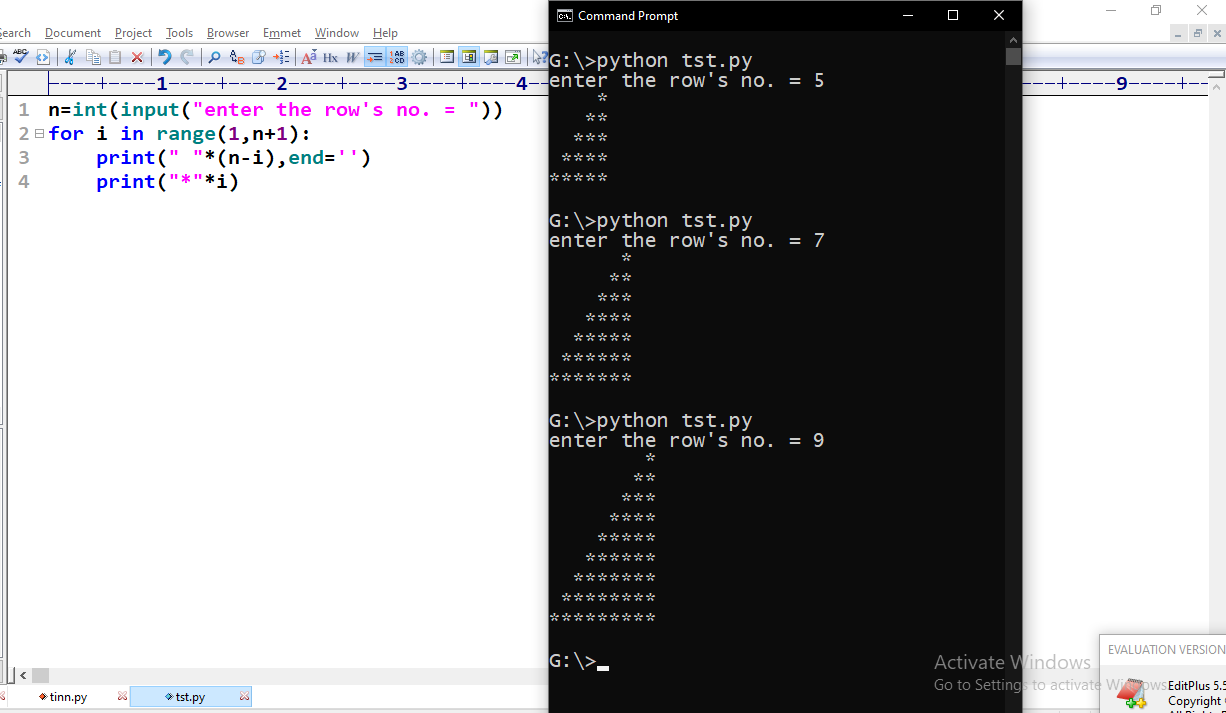 Search Document Project Tools Browser Emmet Window Help
----+----1----+----2----+----3----+----4--
--+----9----+--
1 n=int(input("enter the row's no. = "))
2 for i in range(1,n+1):
3     print(" "*(n-i),end='')
4     print("*"*i)
tinn.py
tst.py
Command Prompt
G:\>python tst.py
enter the row's no. = 5
    *
   **
  ***
 ****
*****
G:\>python tst.py
enter the row's no. = 7
      *
     **
    ***
   ****
  *****
 ******
*******
G:\>python tst.py
enter the row's no. = 9
        *
       **
      ***
     ****
    *****
   ******
  *******
 ********
*********
G:\>
Activate Windows
Go to Settings to activate Windows
EVALUATION VERSION
EditPlus 5.5
Copyright
All Rights